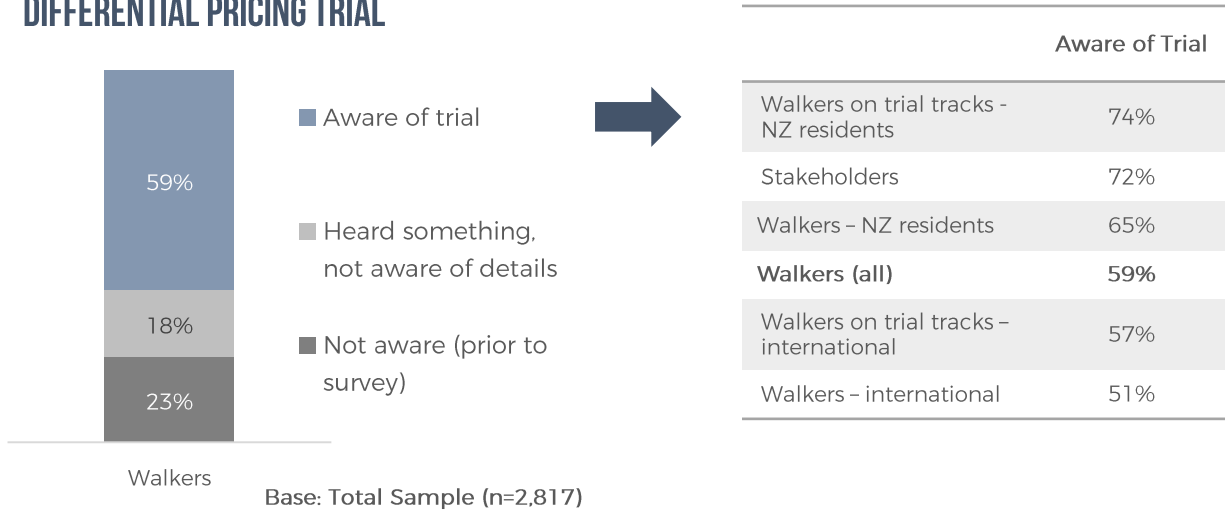 DIFFERENTIAL PRICING TRIAL
59%
18%
23%
Walkers
Aware of trial
Heard something,
not aware of details
Not aware (prior to
survey)
Base: Total Sample (n=2,817)
Aware of Trial
Walkers on trial tracks -
NZ residents
74%
Stakeholders 72%
Walkers – NZ residents 65%
Walkers (all) 59%
Walkers on trial tracks –
international
57%
Walkers – international 51%